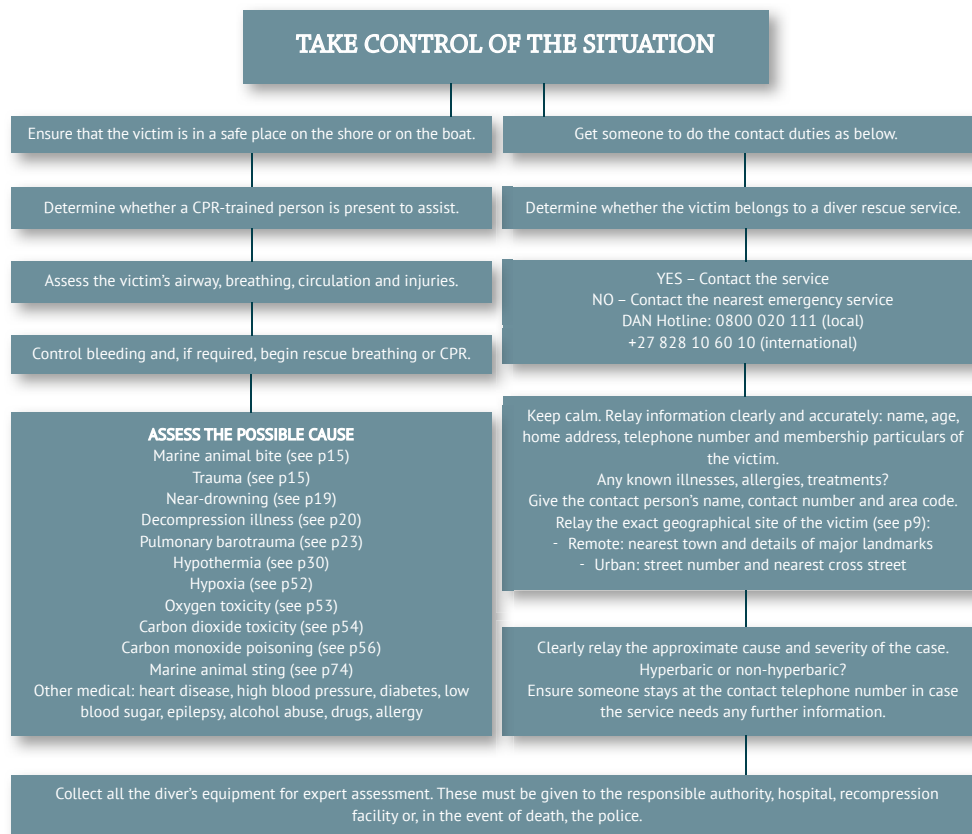 TAKE CONTROL OF THE SITUATION
Ensure that the victim is in a safe place on the shore or on the boat.
Determine whether a CPR-trained person is present to assist.
Assess the victim's airway, breathing, circulation and injuries.
Control bleeding and, if required, begin rescue breathing or CPR.
ASSESS THE POSSIBLE CAUSE
Marine animal bite (see p15)
Trauma (see p15)
Near-drowning (see p19)
Decompression illness (see p20)
Pulmonary barotrauma (see p23)
Hypothermia (see p30)
Hypoxia (see p52)
Oxygen toxicity (see p53)
Carbon dioxide toxicity (see p54)
Carbon monoxide poisoning (see p56)
Marine animal sting (see p74)
Other medical: heart disease, high blood pressure, diabetes, low
blood sugar, epilepsy, alcohol abuse, drugs, allergy
Get someone to do the contact duties as below.
Determine whether the victim belongs to a diver rescue service.
YES – Contact the service
NO – Contact the nearest emergency service
DAN Hotline: 0800 020 111 (local)
+27 828 10 60 10 (international)
Keep calm. Relay information clearly and accurately: name, age,
home address, telephone number and membership particulars of
the victim.
Any known illnesses, allergies, treatments?
Give the contact person's name, contact number and area code.
Relay the exact geographical site of the victim (see p9):
- Remote: nearest town and details of major landmarks
- Urban: street number and nearest cross street
Clearly relay the approximate cause and severity of the case.
Hyperbaric or non-hyperbaric?
Ensure someone stays at the contact telephone number in case
the service needs any further information.
Collect all the diver's equipment for expert assessment. These must be given to the responsible authority, hospital, recompression
facility or, in the event of death, the police.